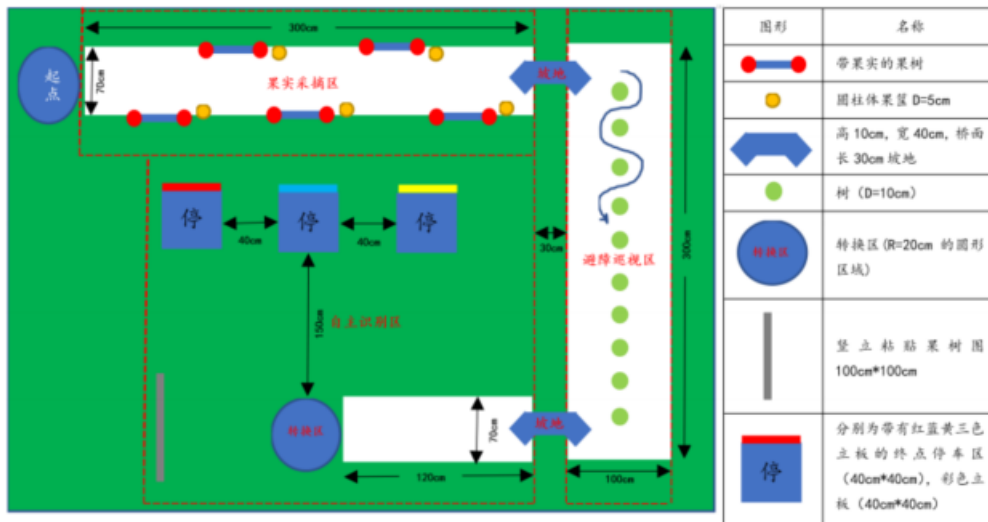 300cm
起点
70cm
果实采摘区
坡地
停
停
停
40cm
40cm
30cm
避障巡视区
300cm
150cm
自主识别区
转换区
70cm
120cm
坡地
100cm
图形
名称
带果实的果树
圆柱体果筐 D=5cm
高 10cm, 宽 40cm, 桥面
长 30cm 坡地
树（D=10cm）
转换区
转换区(R=20cm 的圆形
区域)
竖立粘贴果树图
100cm*100cm
停
分别为带有红蓝黄三色
立板的终点停车区
（40cm*40cm），彩色立
板（40cm*40cm）